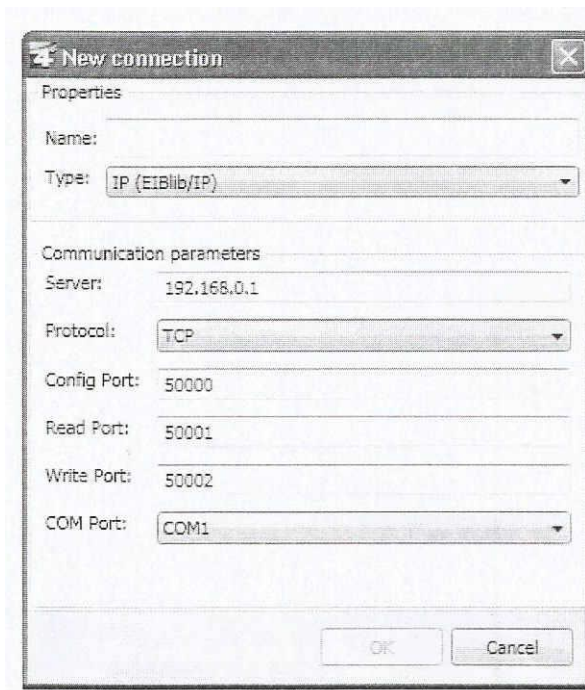 New connection
Properties
Name:
Type: IP (EIBlib/IP)
Communication parameters
Server: 192.168.0.1
Protocol: TCP
Config Port: 50000
Read Port: 50001
Write Port: 50002
COM Port: COM1
OK Cancel